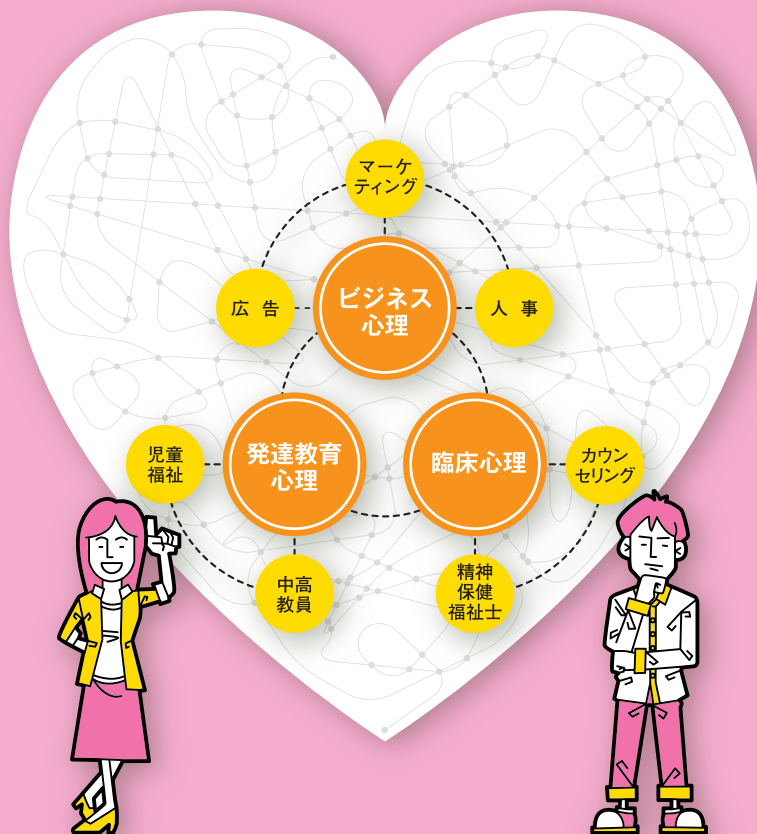 マーケ
ティング
広告
ビジネス
心理
人事
児童
福祉
発達教育
心理
臨床心理
カウン
セリング
中高
教員
精神
保健
福祉士